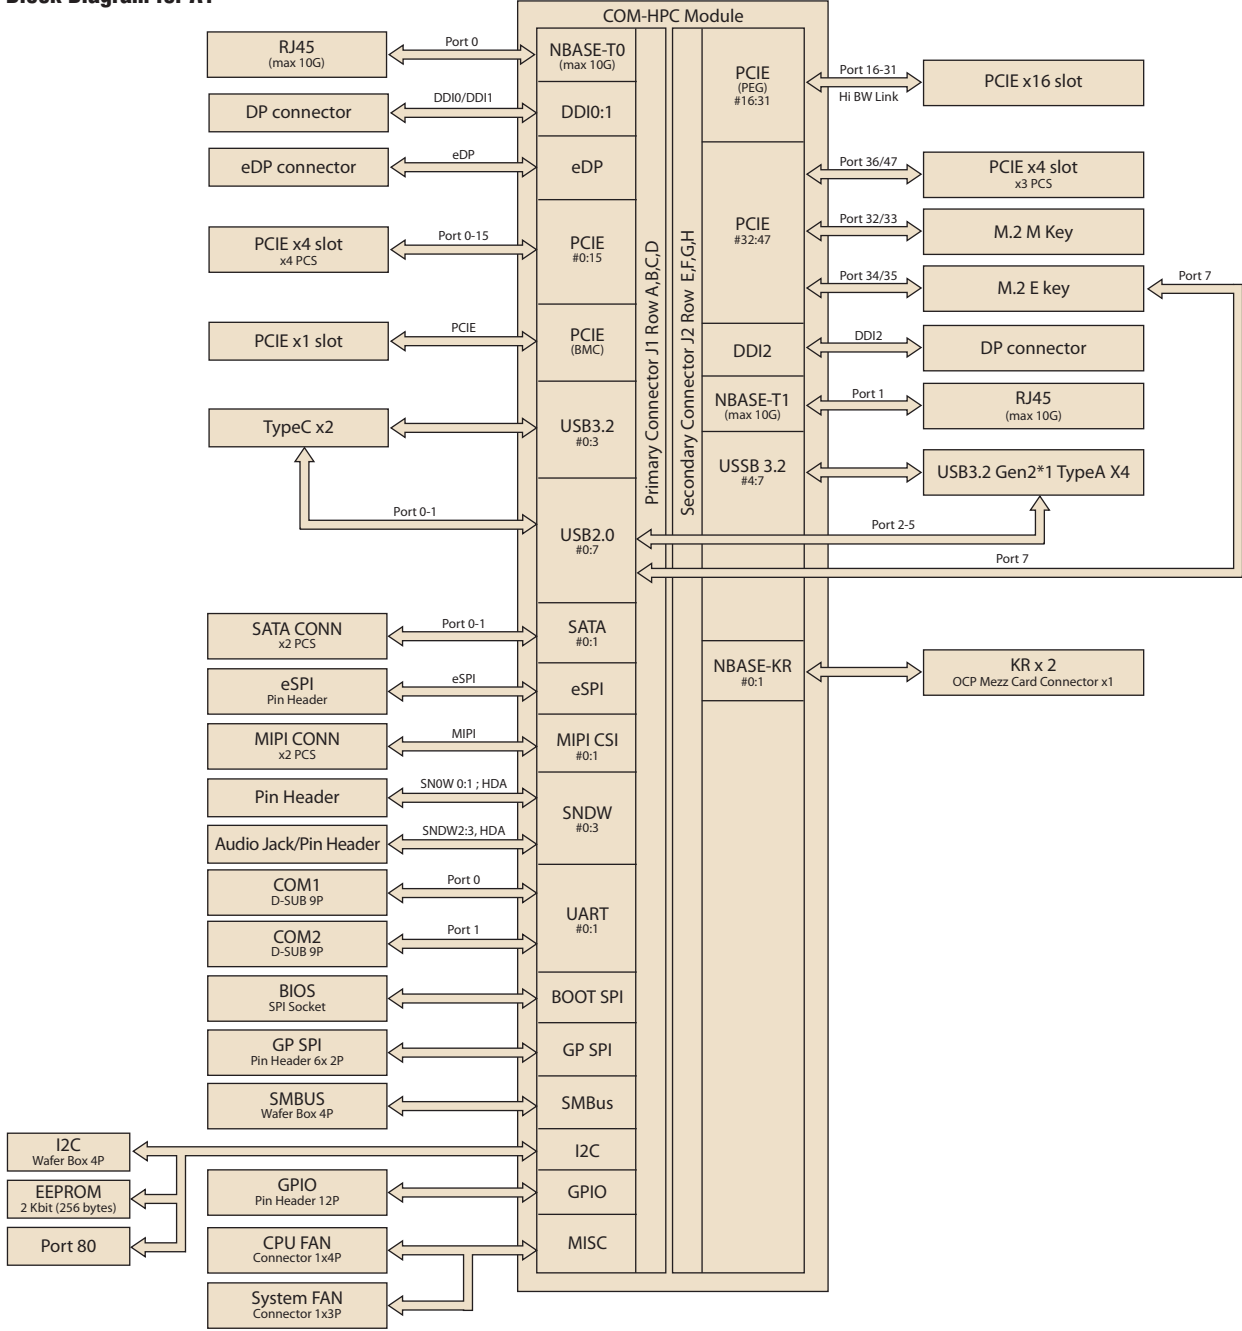 COM-HPC Module
RJ45
(max 10G)
Port 0
NBASE-T0
(max 10G)
DP connector
DDI0/DDI1
DDI0:1
eDP connector
eDP
eDP
PCIE x4 slot
x4 PCS
Port 0-15
PCIE
#0:15
PCIE x1 slot
PCIE
PCIE
(BMC)
TypeC x2
USB3.2
#0:3
Port 0-1
USB2.0
#0:7
SATA CONN
x2 PCS
Port 0-1
SATA
#0:1
eSPI
Pin Header
eSPI
eSPI
MIPI CONN
x2 PCS
MIPI
MIPI CSI
#0:1
Pin Header
SN0W 0:1 ; HDA
SNDW
#0:3
Audio Jack/Pin Header
SNDW2:3, HDA
COM1
D-SUB 9P
Port 0
UART
#0:1
COM2
D-SUB 9P
Port 1
BIOS
SPI Socket
BOOT SPI
GP SPI
Pin Header 6x 2P
GP SPI
SMBUS
Wafer Box 4P
SMBus
I2C
Wafer Box 4P
I2C
EEPROM
2 Kbit (256 bytes)
Port 80
GPIO
Pin Header 12P
GPIO
CPU FAN
Connector 1x4P
MISC
System FAN
Connector 1x3P
Primary Connector J1 Row A,B,C,D
Secondary Connector J2 Row E,F,G,H
PCIE
(PEG)
#16:31
Port 16-31
Hi BW Link
PCIE x16 slot
PCIE
#32:47
Port 36/47
PCIE x4 slot
x3 PCS
Port 32/33
M.2 M Key
Port 34/35
M.2 E key
Port 7
DDI2
DDI2
DP connector
NBASE-T1
(max 10G)
Port 1
RJ45
(max 10G)
USSB 3.2
#4:7
USB3.2 Gen2*1 TypeA X4
Port 2-5
Port 7
NBASE-KR
#0:1
KR x 2
OCP Mezz Card Connector x1